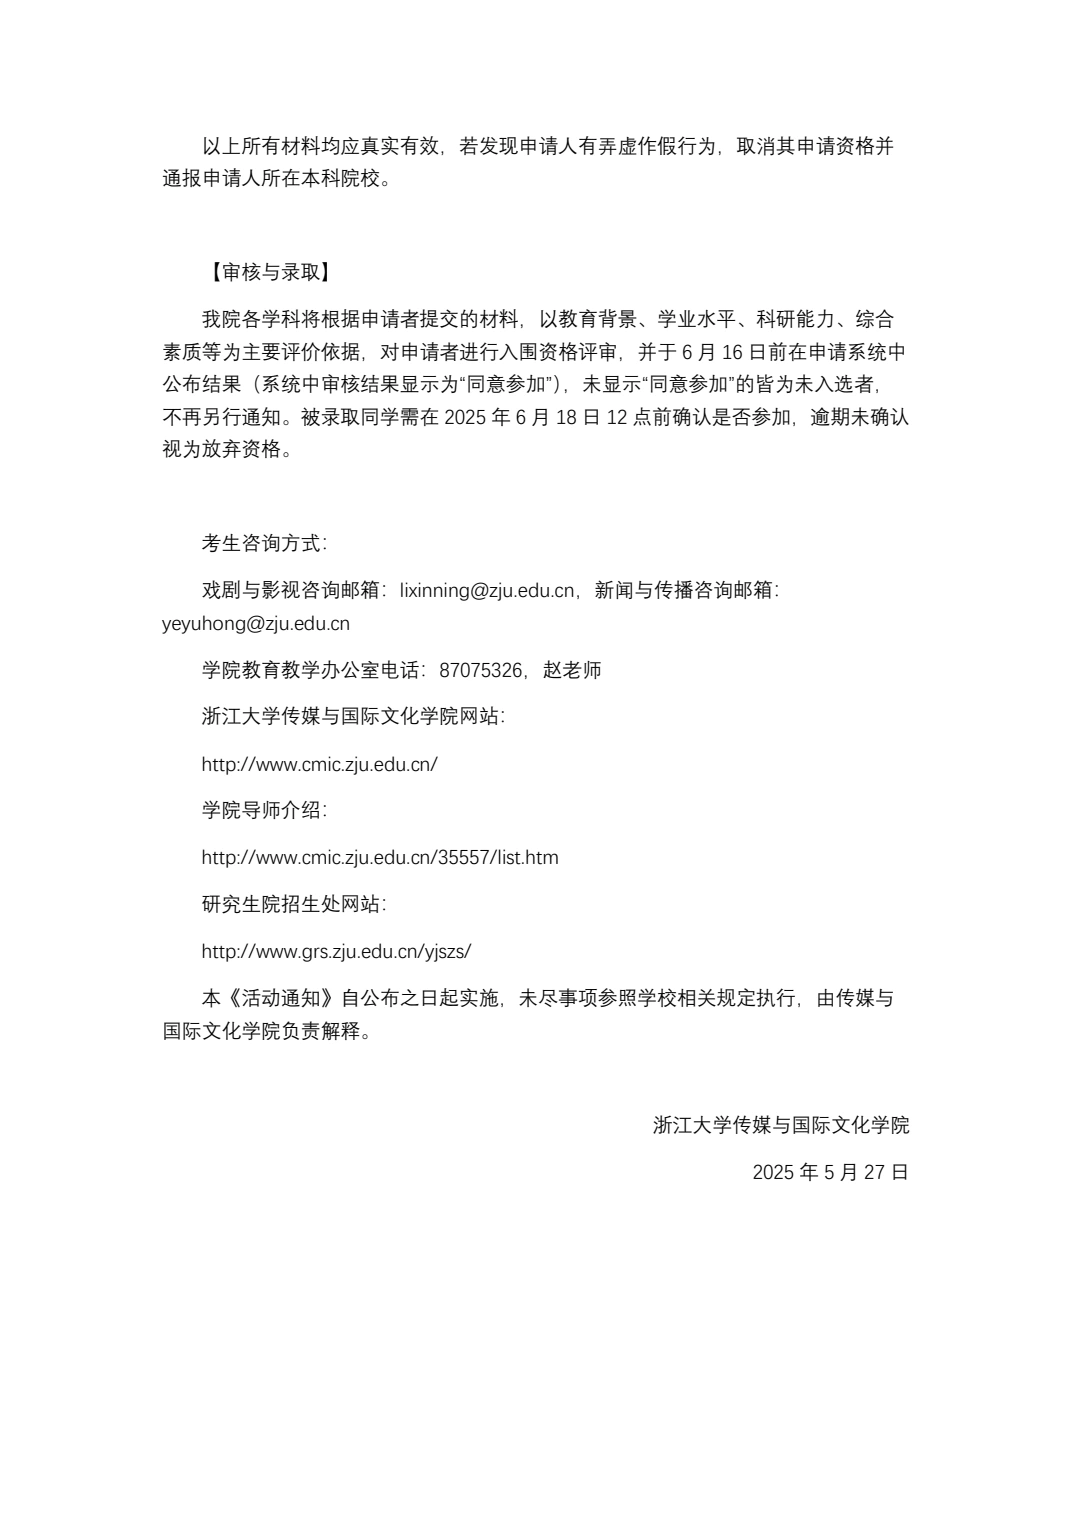 以上所有材料均应真实有效，若发现申请人有弄虚作假行为，取消其申请资格并
通报申请人所在本科院校。
【审核与录取】
我院各学科将根据申请者提交的材料，以教育背景、学业水平、科研能力、综合
素质等为主要评价依据，对申请者进行入围资格评审，并于 6 月 16 日前在申请系统中
公布结果（系统中审核结果显示为“同意参加”），未显示“同意参加”的皆为未入选者，
不再另行通知。被录取同学需在 2025 年 6 月 18 日 12 点前确认是否参加，逾期未确认
视为放弃资格。
考生咨询方式：
戏剧与影视咨询邮箱：lixinning@zju.edu.cn，新闻与传播咨询邮箱：
yeyuhong@zju.edu.cn
学院教育教学办公室电话：87075326，赵老师
浙江大学传媒与国际文化学院网站：
http://www.cmic.zju.edu.cn/
学院导师介绍：
http://www.cmic.zju.edu.cn/35557/list.htm
研究生院招生处网站：
http://www.grs.zju.edu.cn/yjszs/
本《活动通知》自公布之日起实施，未尽事项参照学校相关规定执行，由传媒与
国际文化学院负责解释。
浙江大学传媒与国际文化学院
2025 年 5 月 27 日